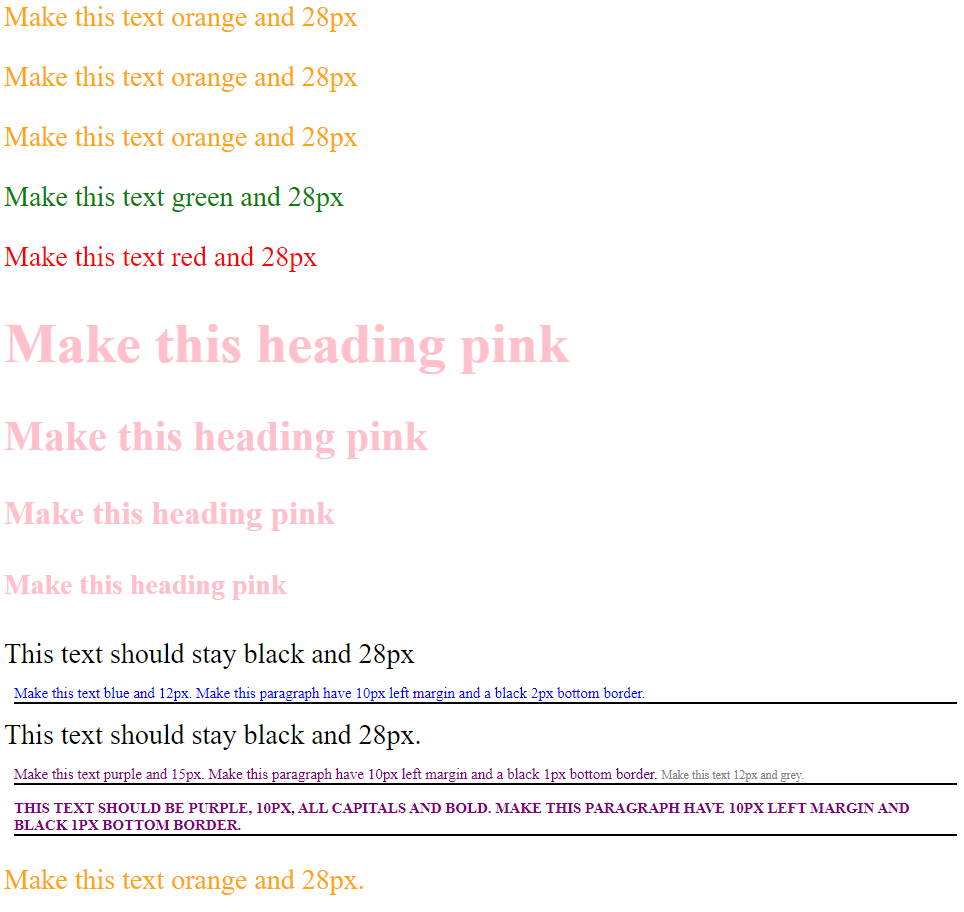 Make this text orange and 28px
Make this text orange and 28px
Make this text orange and 28px
Make this text green and 28px
Make this text red and 28px
Make this heading pink
Make this heading pink
Make this heading pink
Make this heading pink
This text should stay black and 28px
Make this text blue and 12px. Make this paragraph have 10px left margin and a black 2px bottom border.
This text should stay black and 28px.
Make this text purple and 15px. Make this paragraph have 10px left margin and a black 1px bottom border. Make this text 12px and grey.
THIS TEXT SHOULD BE PURPLE, 10PX, ALL CAPITALS AND BOLD. MAKE THIS PARAGRAPH HAVE 10PX LEFT MARGIN AND
BLACK 1PX BOTTOM BORDER.
Make this text orange and 28px.